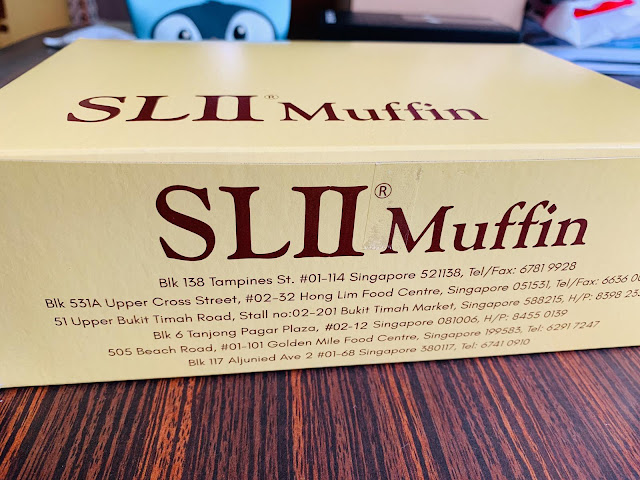 SLII® Muffin
SLII® Muffin
Blk 138 Tampines St. #01-114 Singapore 521138, Tel/Fax: 6781 9928
Blk 531A Upper Cross Street, #02-32 Hong Lim Food Centre, Singapore 051531, Tel/Fax: 6636 00
51 Upper Bukit Timah Road, Stall no:02-201 Bukit Timah Market, Singapore 588215, H/P: 8398 23
Blk 6 Tanjong Pagar Plaza, #02-12 Singapore 081006, H/P: 8455 0139
505 Beach Road, #01-101 Golden Mile Food Centre, Singapore 199583, Tel: 6291 7247
Blk 117 Aljunied Ave 2 #01-68 Singapore 380117, Tel: 6741 0910